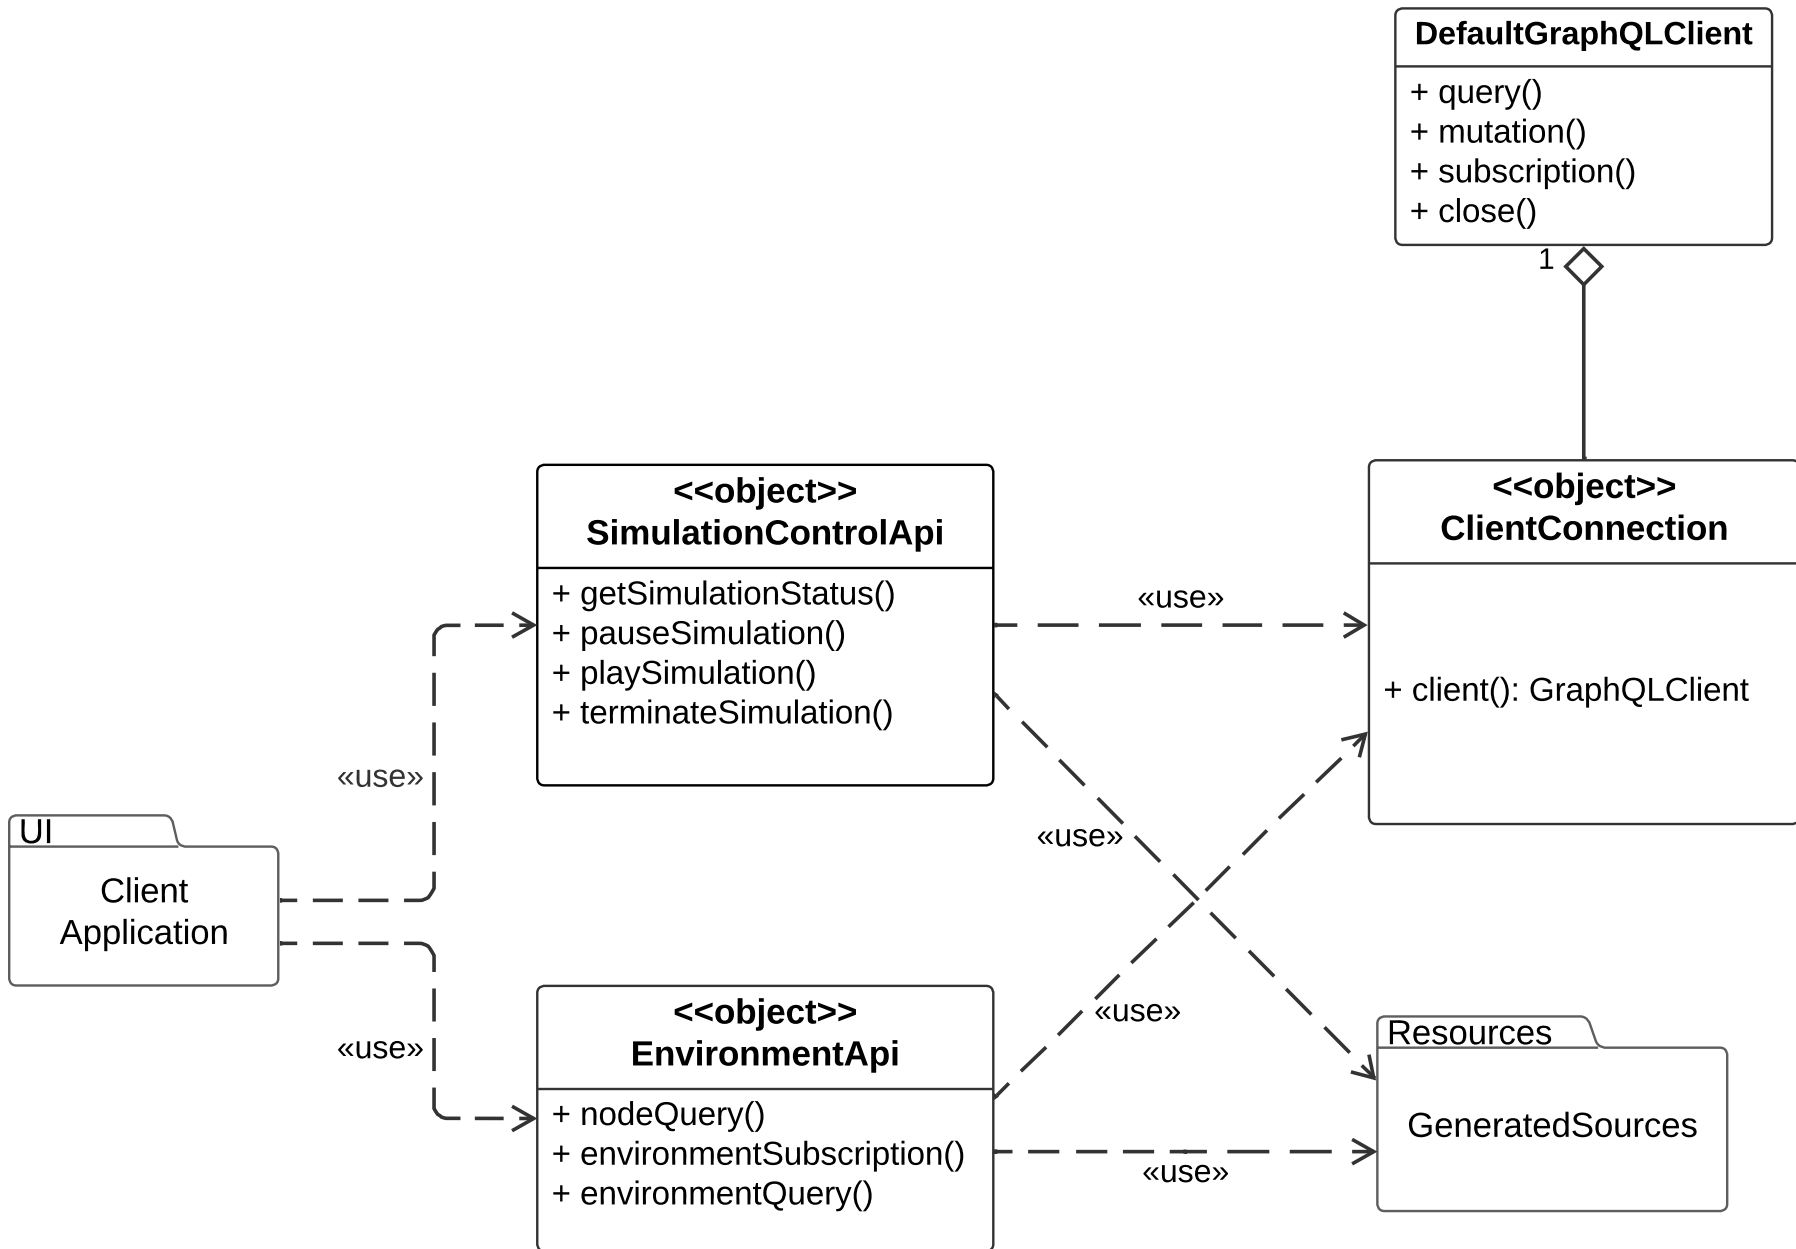 DefaultGraphQLClient
+ query()
+ mutation()
+ subscription()
+ close()
1
<<object>>
SimulationControlApi
+ getSimulationStatus()
+ pauseSimulation()
+ playSimulation()
+ terminateSimulation()
«use»
<<object>>
ClientConnection
+ client(): GraphQLClient
«use»
«use»
UI
Client
Application
«use»
<<object>>
EnvironmentApi
+ nodeQuery()
+ environmentSubscription()
+ environmentQuery()
«use»
«use»
Resources
GeneratedSources